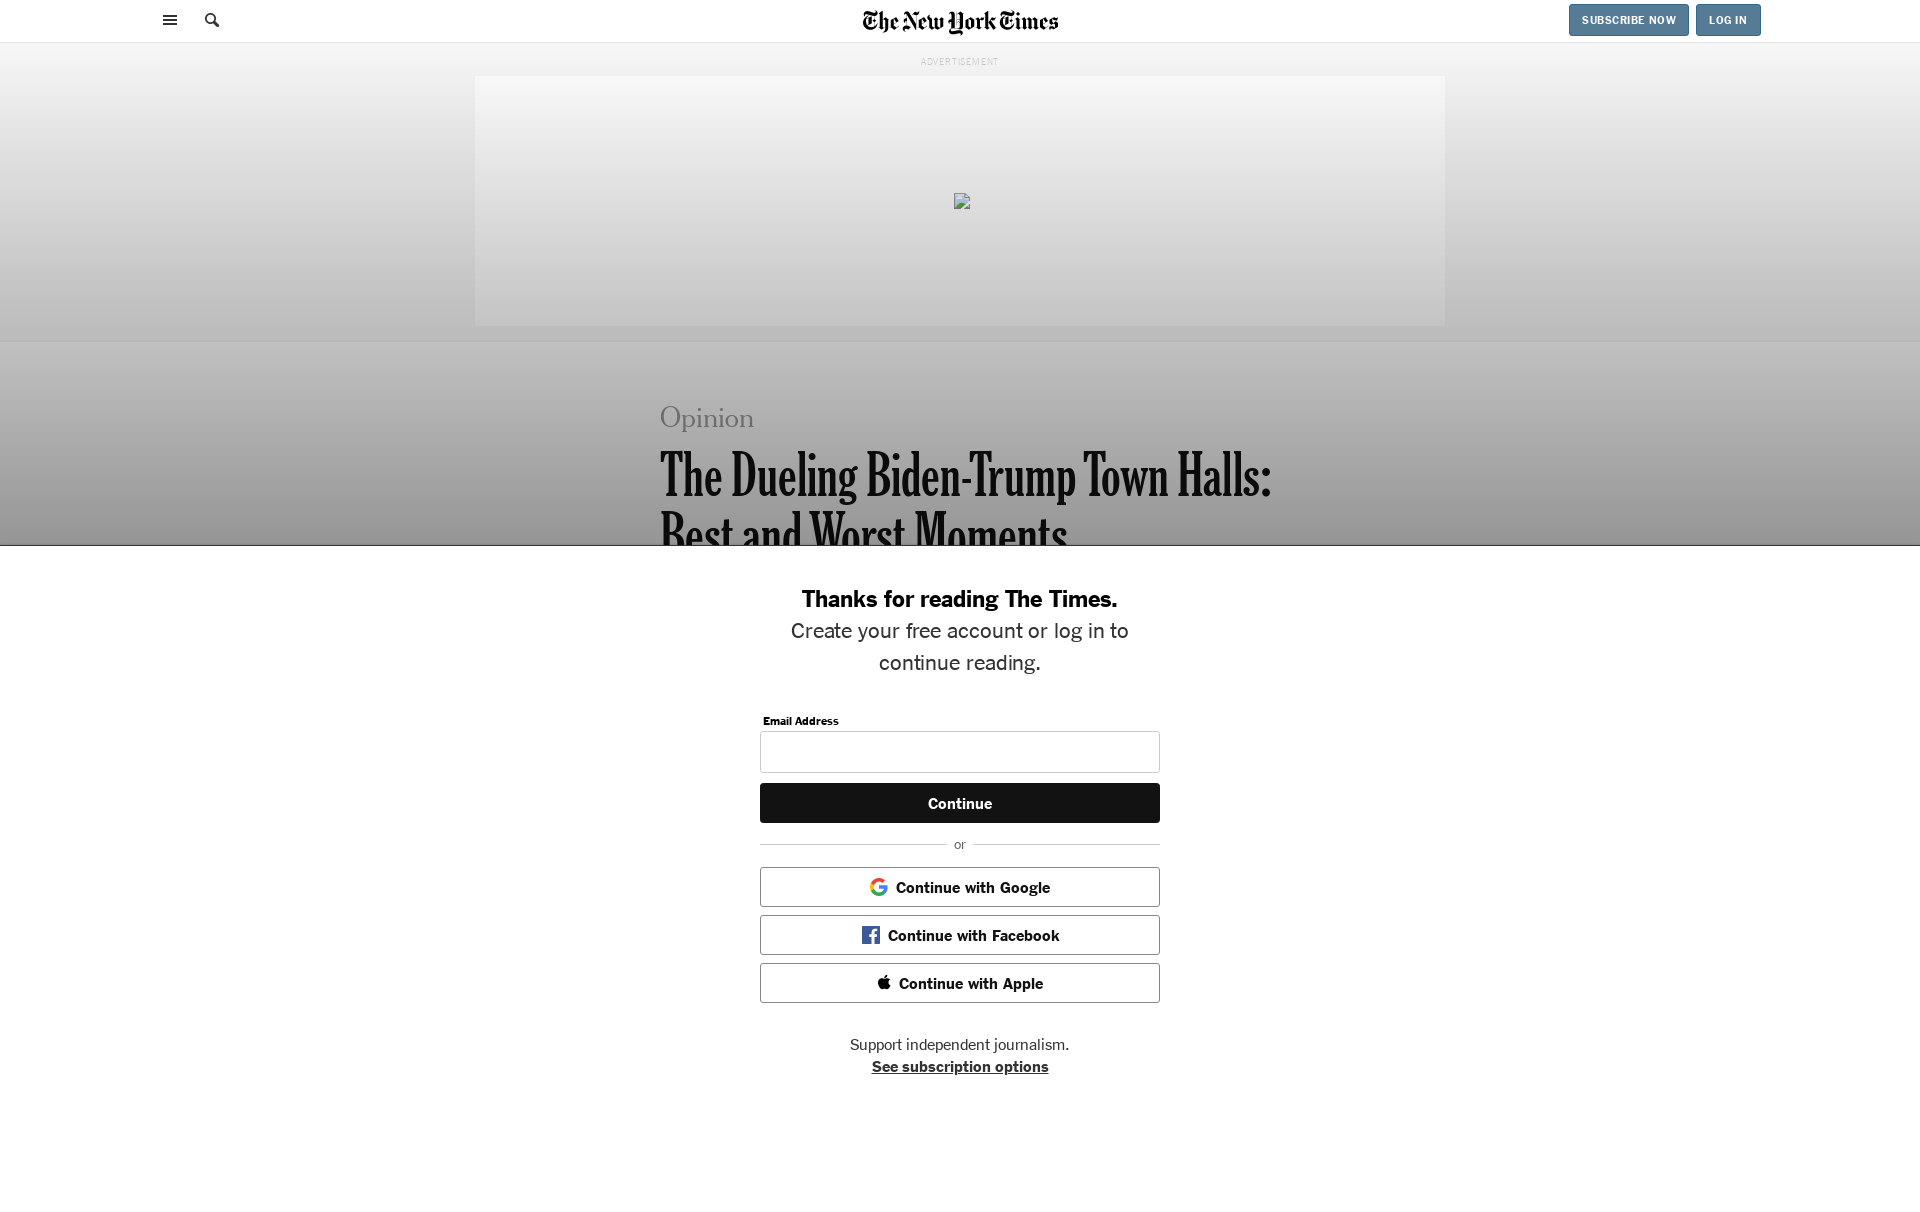 The New York Times
SUBSCRIBE NOW
LOG IN
ADVERTISEMENT
Opinion
The Dueling Biden-Trump Town Halls:
Best and Worst Moments
Thanks for reading The Times.
Create your free account or log in to
continue reading.
Email Address
Continue
or
Continue with Google
Continue with Facebook
Continue with Apple
Support independent journalism.
See subscription options